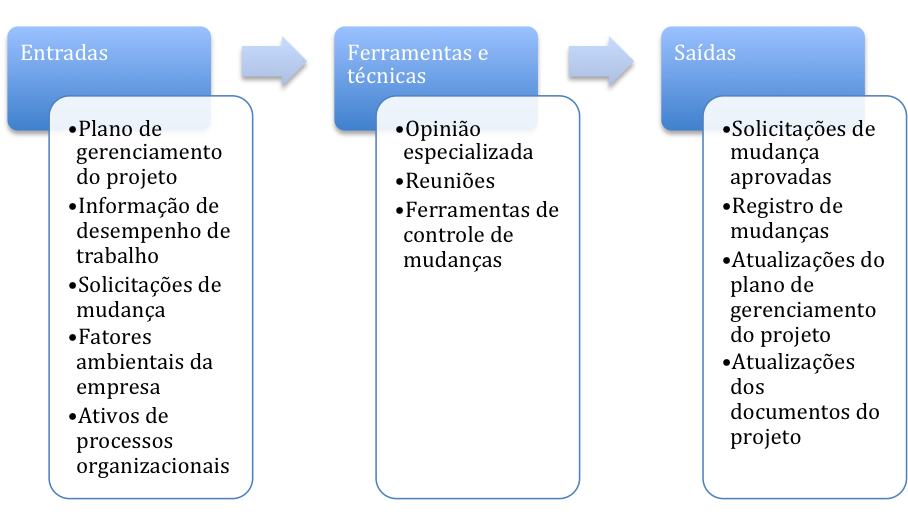 Entradas
•Plano de
gerenciamento
do projeto
•Informação de
desempenho de
trabalho
•Solicitações de
mudança
•Fatores
ambientais da
empresa
•Ativos de
processos
organizacionais
Ferramentas e
técnicas
•Opinião
especializada
•Reuniões
•Ferramentas de
controle de
mudanças
Saídas
•Solicitações de
mudança
aprovadas
•Registro de
mudanças
•Atualizações do
plano de
gerenciamento
do projeto
•Atualizações
dos
documentos do
projeto